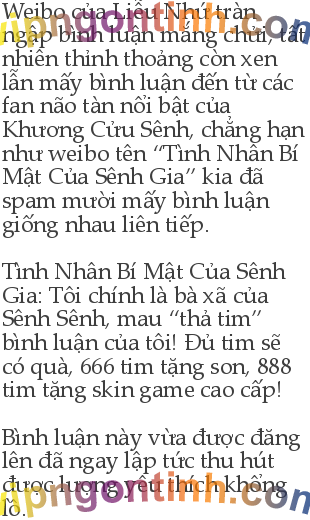 Weibo của Liễu Như tràn
ngập bình luận mắng chửi, tất
nhiên thỉnh thoảng còn xen
lẫn mấy bình luận đến từ các
fan não tàn nổi bật của
Khương Cửu Sênh, chẳng hạn
như weibo tên “Tình Nhân Bí
Mật Của Sênh Gia” kia đã
spam mười mấy bình luận
giống nhau liên tiếp.

Tình Nhân Bí Mật Của Sênh
Gia: Tôi chính là bà xã của
Sênh Sênh, mau “thả tim”
bình luận của tôi! Đủ tim sẽ
có quà, 666 tim tặng son, 888
tim tặng skin game cao cấp!

Bình luận này vừa được đăng
lên đã ngay lập tức thu hút
được lượng yêu thích khổng
lồ.